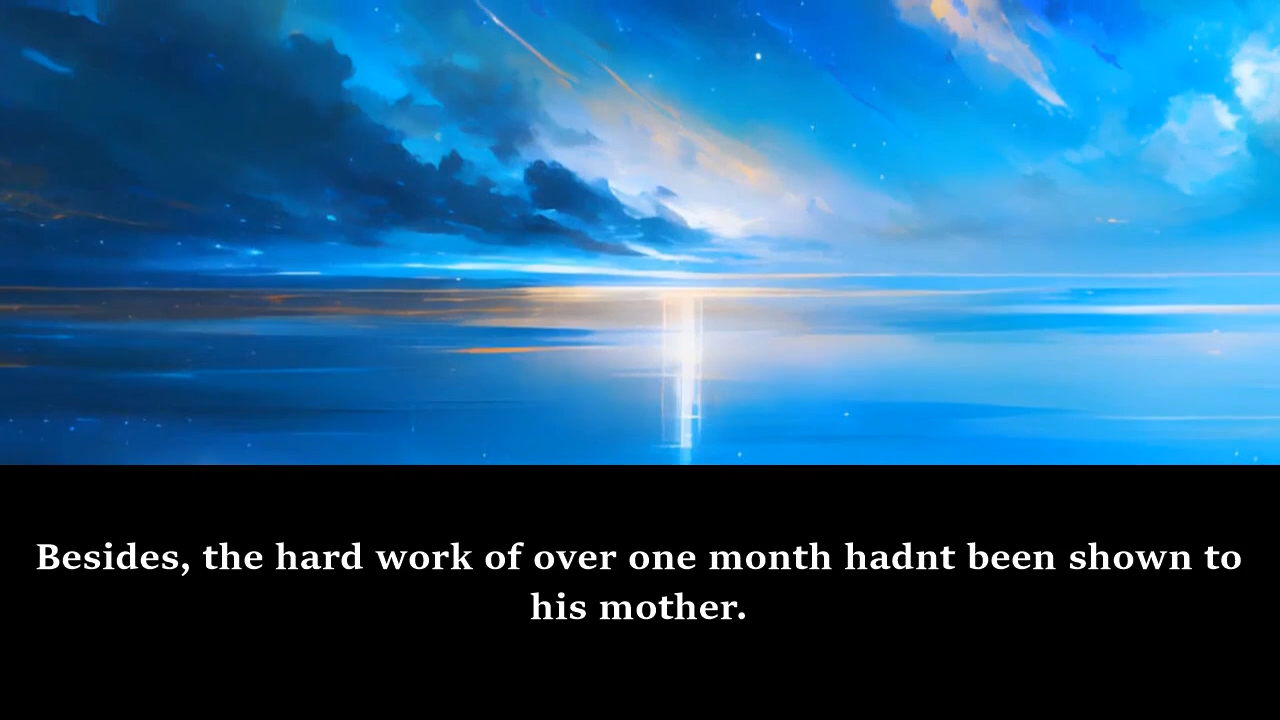 Besides, the hard work of over one month hadnt been shown to
his mother.